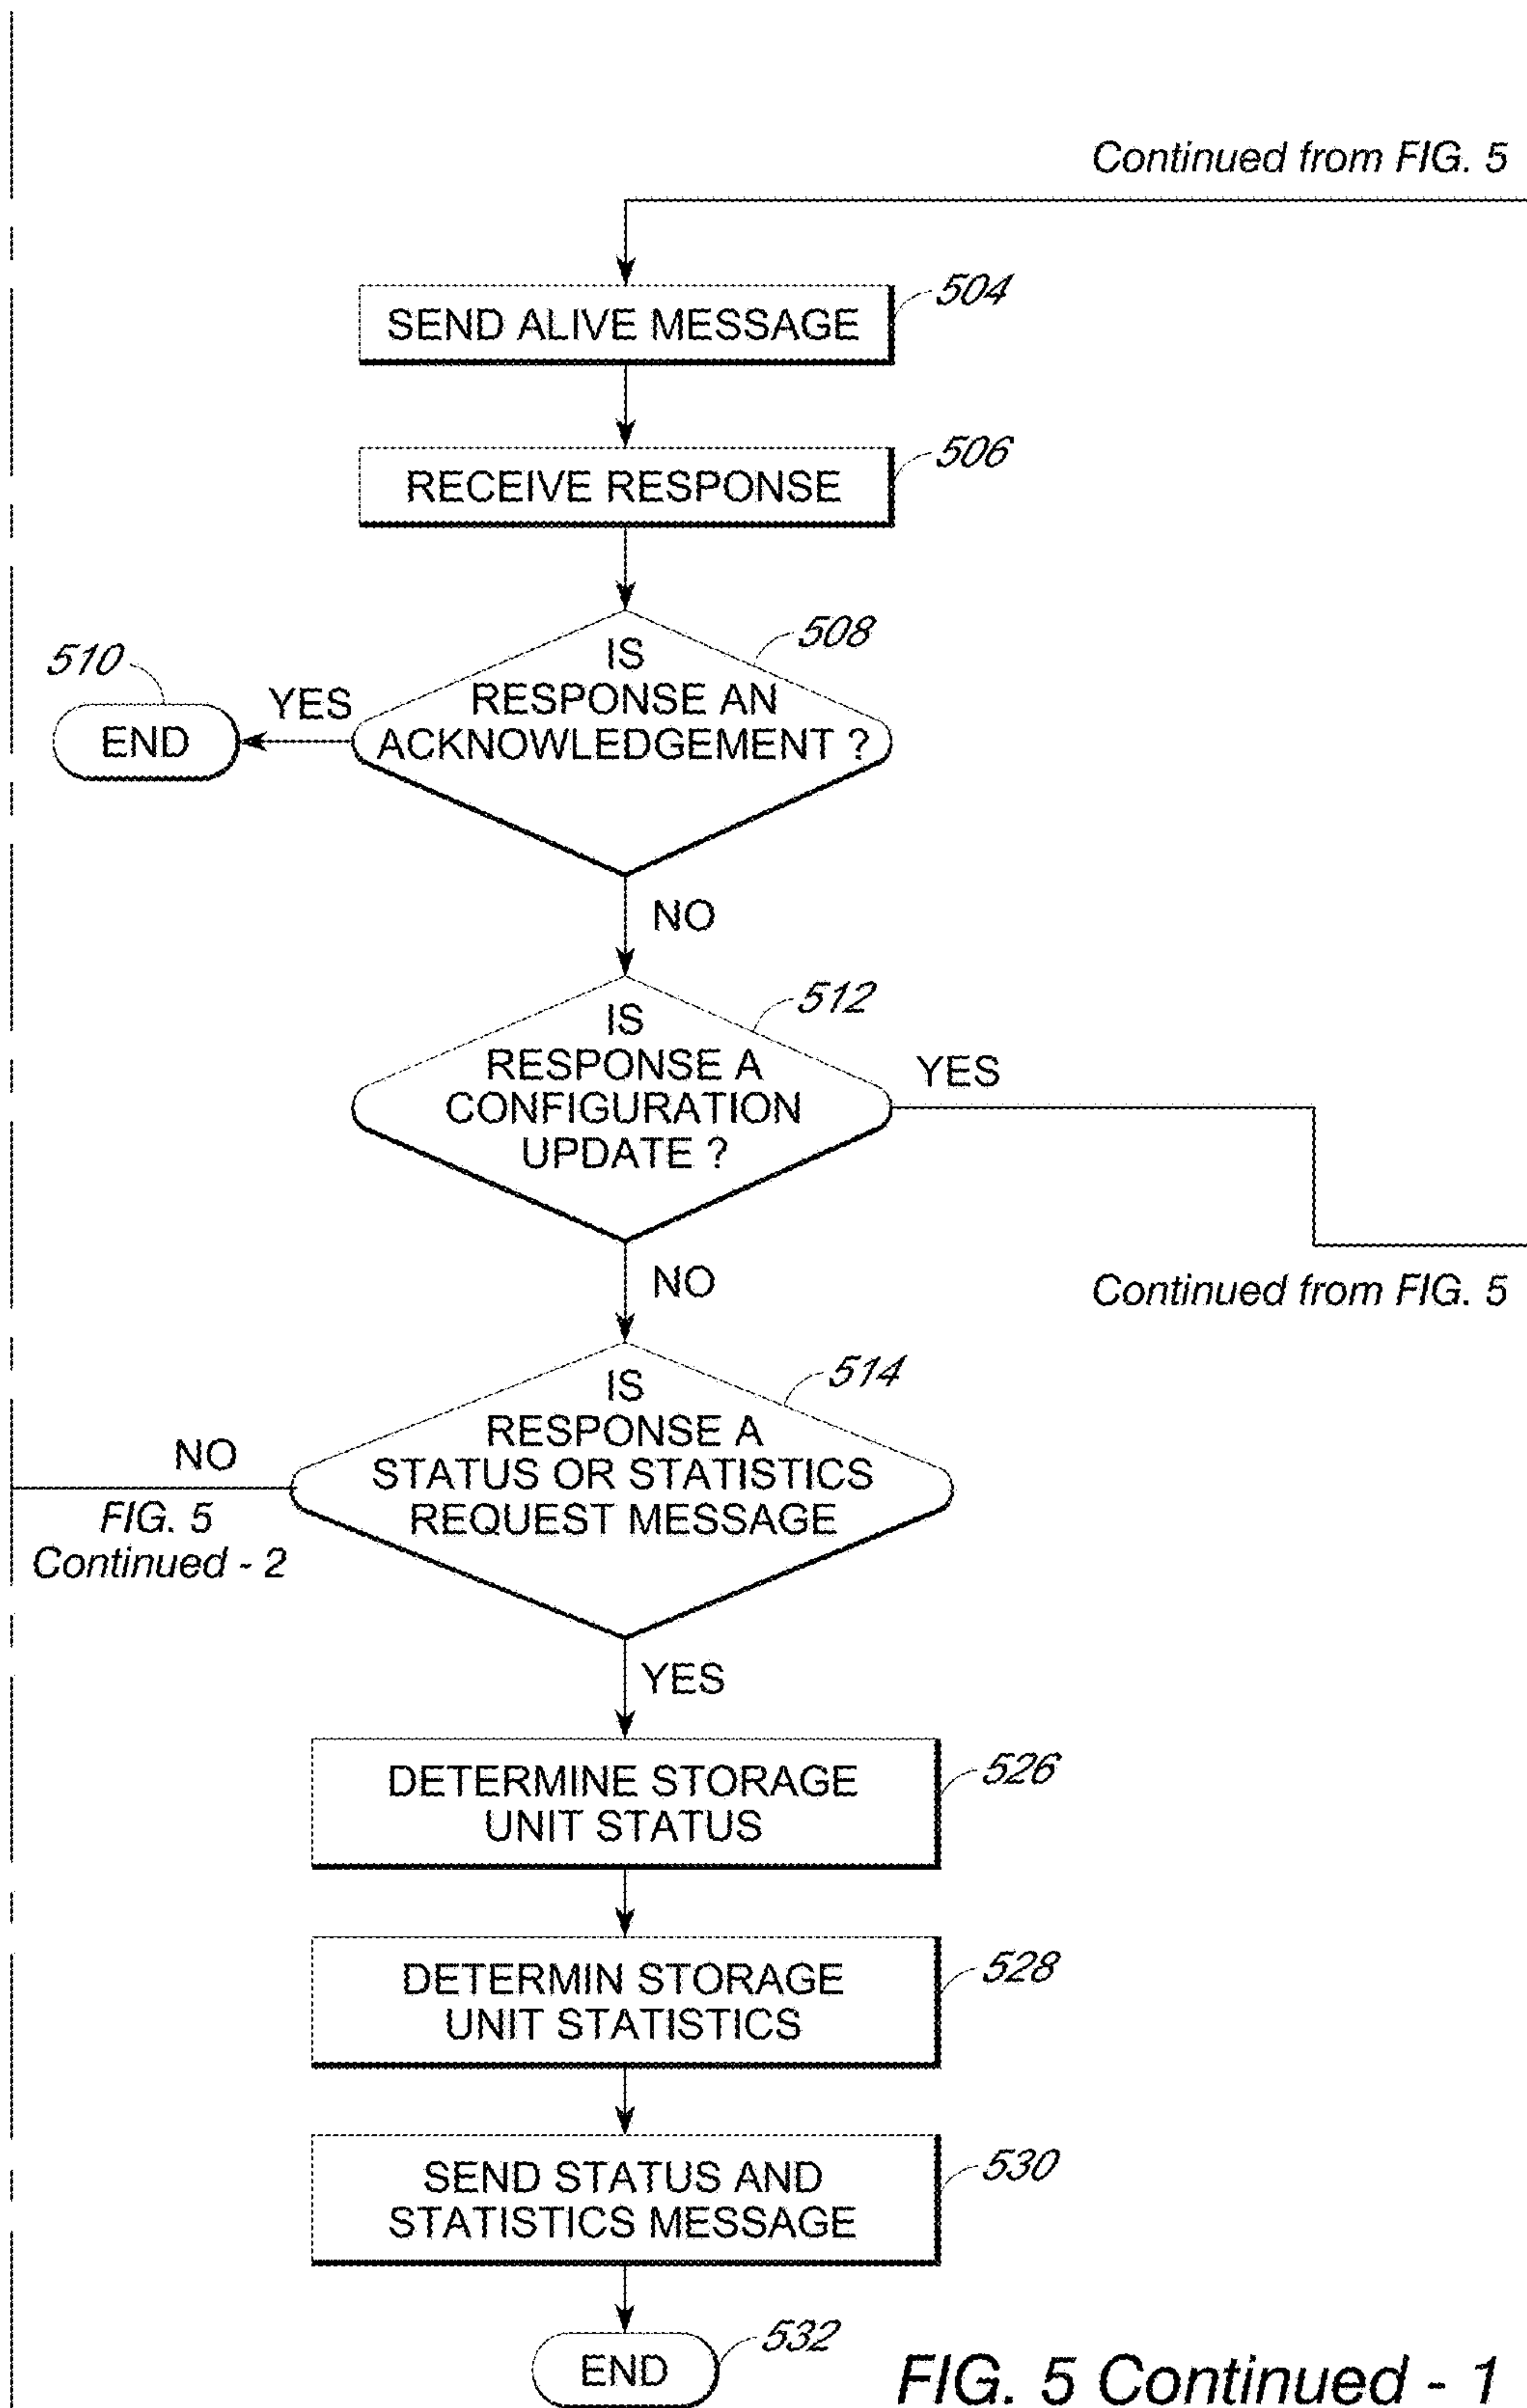 Continued from FIG. 5
504
SEND ALIVE MESSAGE
506
RECEIVE RESPONSE
508
IS
RESPONSE AN
ACKNOWLEDGEMENT ?
510
END
YES
NO
512
IS
RESPONSE A
CONFIGURATION
UPDATE ?
YES
Continued from FIG. 5
NO
514
IS
RESPONSE A
STATUS OR STATISTICS
REQUEST MESSAGE
NO
FIG. 5
Continued - 2
YES
526
DETERMINE STORAGE
UNIT STATUS
528
DETERMIN STORAGE
UNIT STATISTICS
530
SEND STATUS AND
STATISTICS MESSAGE
532
END
FIG. 5 Continued - 1